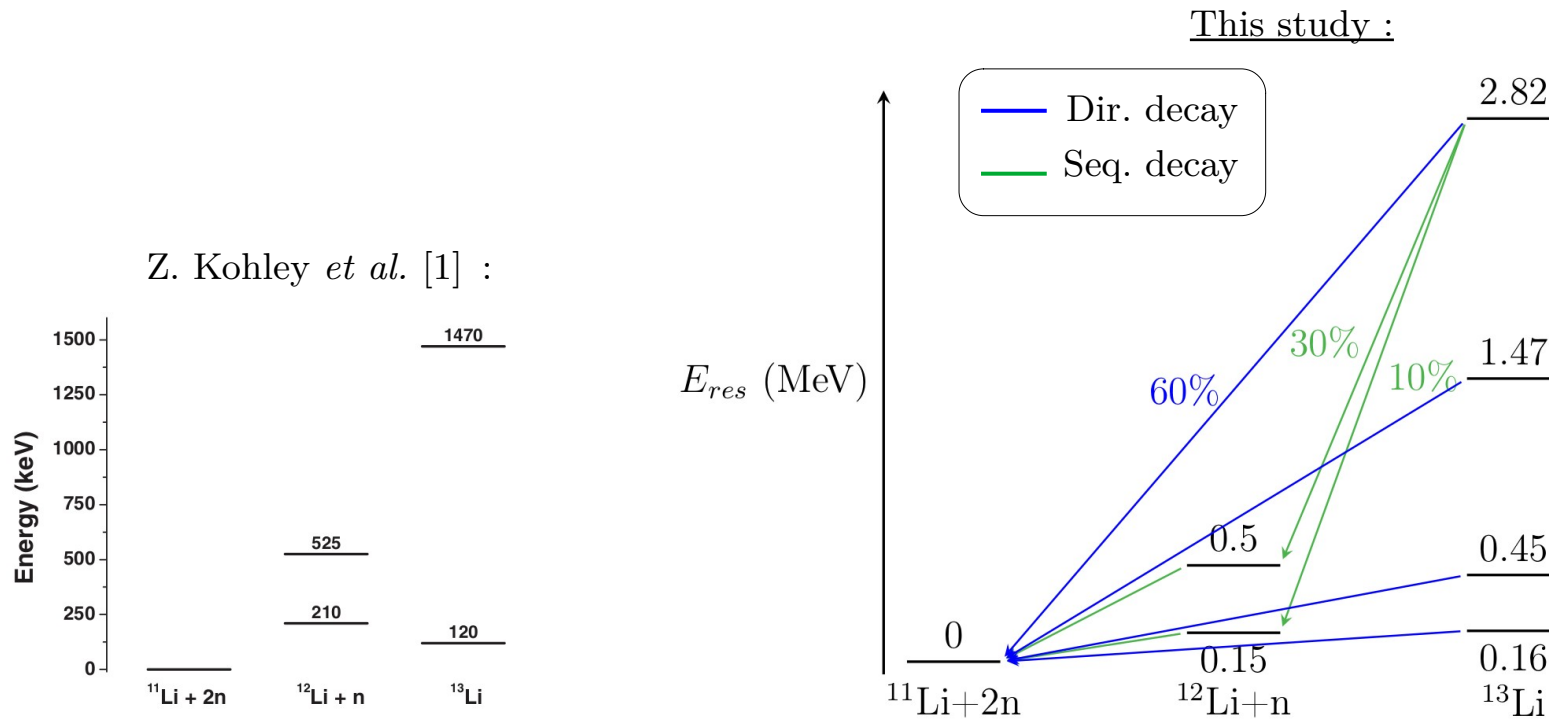 This study :
Dir. decay
Seq. decay
Z. Kohley et al. [1] :
Energy (keV)
1500
1250
1000
750
500
250
0
1470
525
210
120
¹¹Li + 2n
¹²Li + n
¹³Li
E_res (MeV)
2.82
1.47
0.45
0.16
0.5
0.15
0
60%
30%
10%
¹¹Li+2n
¹²Li+n
¹³Li